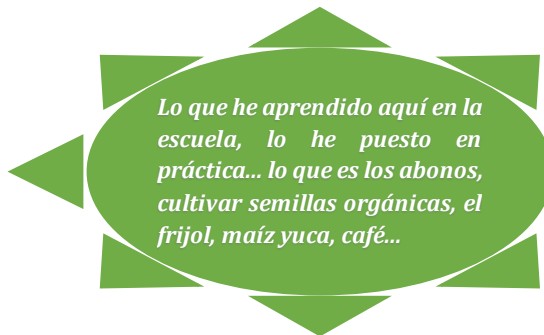 Lo que he aprendido aquí en la
escuela, lo he puesto en
práctica... lo que es los abonos,
cultivar semillas orgánicas, el
frijol, maíz yuca, café...